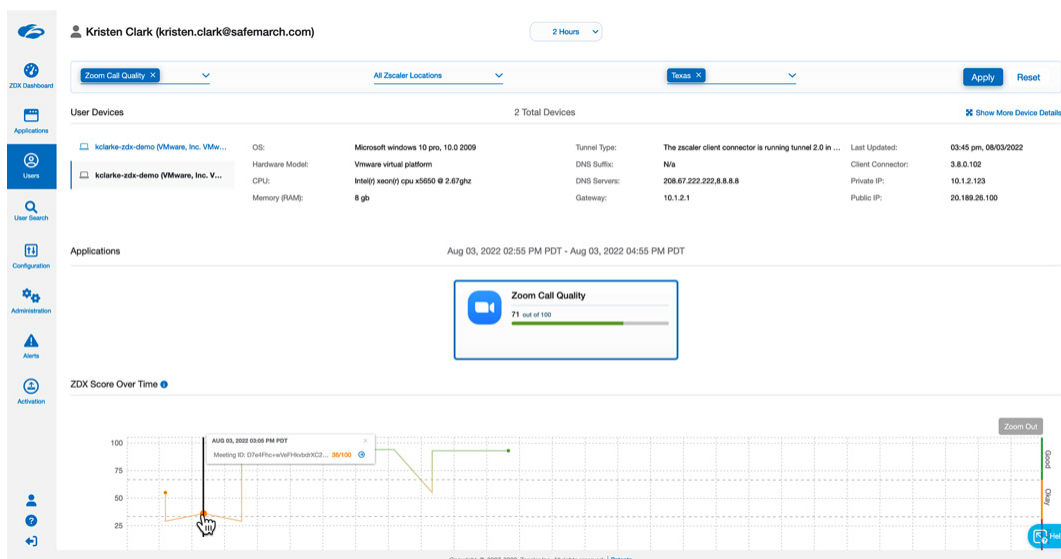 Kristen Clark (kristen.clark@safemarch.com)
2 Hours
ZDX Dashboard
Applications
Users
User Search
Configuration
Administration
Alerts
Activation
Zoom Call Quality ×
All Zscaler Locations
Texas ×
Apply
Reset
User Devices
2 Total Devices
Show More Device Details
kclarke-zdx-demo (VMware, Inc. VMw...
kclarke-zdx-demo (VMware, Inc. V...
OS: Microsoft windows 10 pro, 10.0 2009
Hardware Model: Vmware virtual platform
CPU: Intel(r) xeon(r) cpu x5650 @ 2.67ghz
Memory (RAM): 8 gb
Tunnel Type: The zscaler client connector is running tunnel 2.0 in ...
DNS Suffix: N/a
DNS Servers: 208.67.222.222,8.8.8.8
Gateway: 10.1.2.1
Last Updated: 03:45 pm, 08/03/2022
Client Connector: 3.8.0.102
Private IP: 10.1.2.123
Public IP: 20.189.26.100
Applications
Aug 03, 2022 02:55 PM PDT - Aug 03, 2022 04:55 PM PDT
Zoom Call Quality
71 out of 100
ZDX Score Over Time
Zoom Out
AUG 03, 2022 03:05 PM PDT
Meeting ID: 36/100
100
75
50
25
Good
Okay